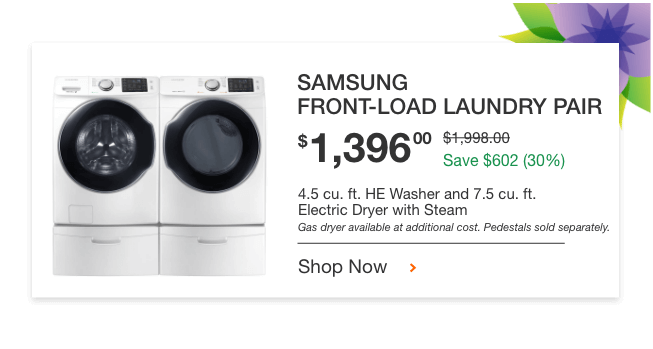 SAMSUNG
FRONT-LOAD LAUNDRY PAIR
$1,39600 $1,998.00
Save $602 (30%)
4.5 cu. ft. HE Washer and 7.5 cu. ft.
Electric Dryer with Steam
Gas dryer available at additional cost. Pedestals sold separately.
Shop Now ›